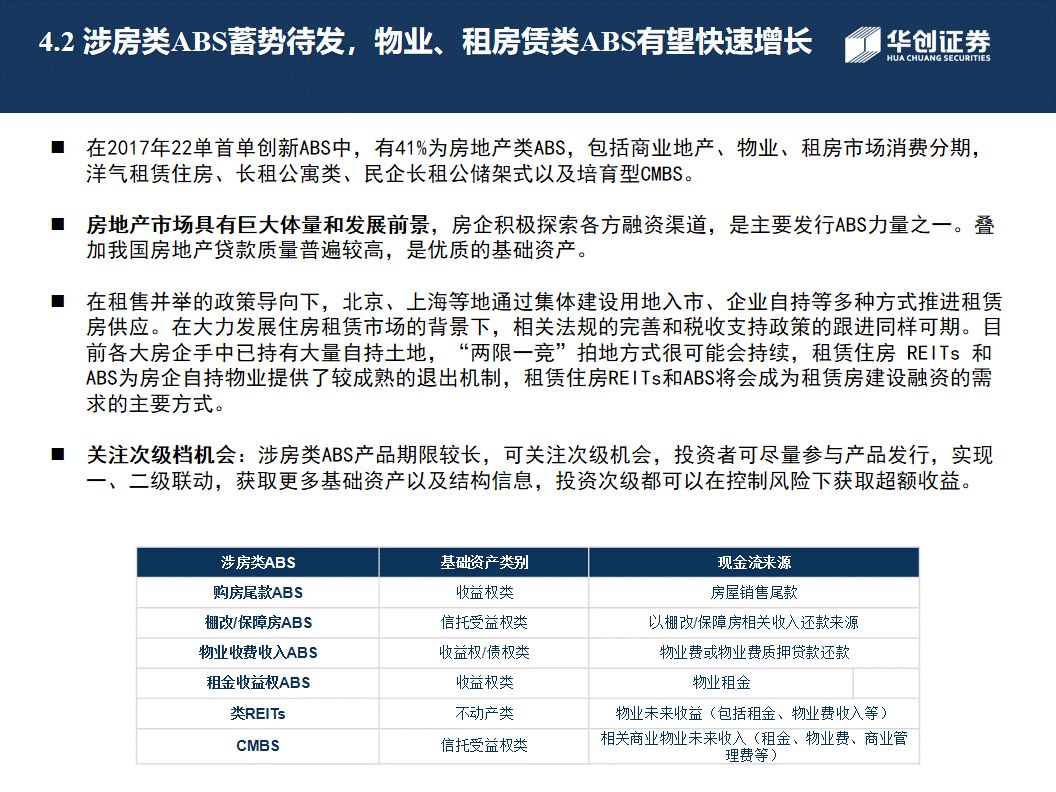 4.2 涉房类ABS蓄势待发，物业、租房赁类ABS有望快速增长
华创证券
HUA CHUANG SECURITIES
■ 在2017年22单首单创新ABS中，有41%为房地产类ABS，包括商业地产、物业、租房市场消费分期，
洋气租赁住房、长租公寓类、民企长租公储架式以及培育型CMBS。
■ 房地产市场具有巨大体量和发展前景，房企积极探索各方融资渠道，是主要发行ABS力量之一。叠
加我国房地产贷款质量普遍较高，是优质的基础资产。
■ 在租售并举的政策导向下，北京、上海等地通过集体建设用地入市、企业自持等多种方式推进租赁
房供应。在大力发展住房租赁市场的背景下，相关法规的完善和税收支持政策的跟进同样可期。目
前各大房企手中已持有大量自持土地，“两限一竞”拍地方式很可能会持续，租赁住房 REITs 和
ABS为房企自持物业提供了较成熟的退出机制，租赁住房REITs和ABS将会成为租赁房建设融资的需
求的主要方式。
■ 关注次级档机会：涉房类ABS产品期限较长，可关注次级机会，投资者可尽量参与产品发行，实现
一、二级联动，获取更多基础资产以及结构信息，投资次级都可以在控制风险下获取超额收益。
涉房类ABS 基础资产类别 现金流来源
购房尾款ABS 收益权类 房屋销售尾款
棚改/保障房ABS 信托受益权类 以棚改/保障房相关收入还款来源
物业收费收入ABS 收益权/债权类 物业费或物业费质押贷款还款
租金收益权ABS 收益权类 物业租金
类REITs 不动产类 物业未来收益（包括租金、物业费收入等）
CMBS 信托受益权类 相关商业物业未来收入（租金、物业费、商业管
理费等）